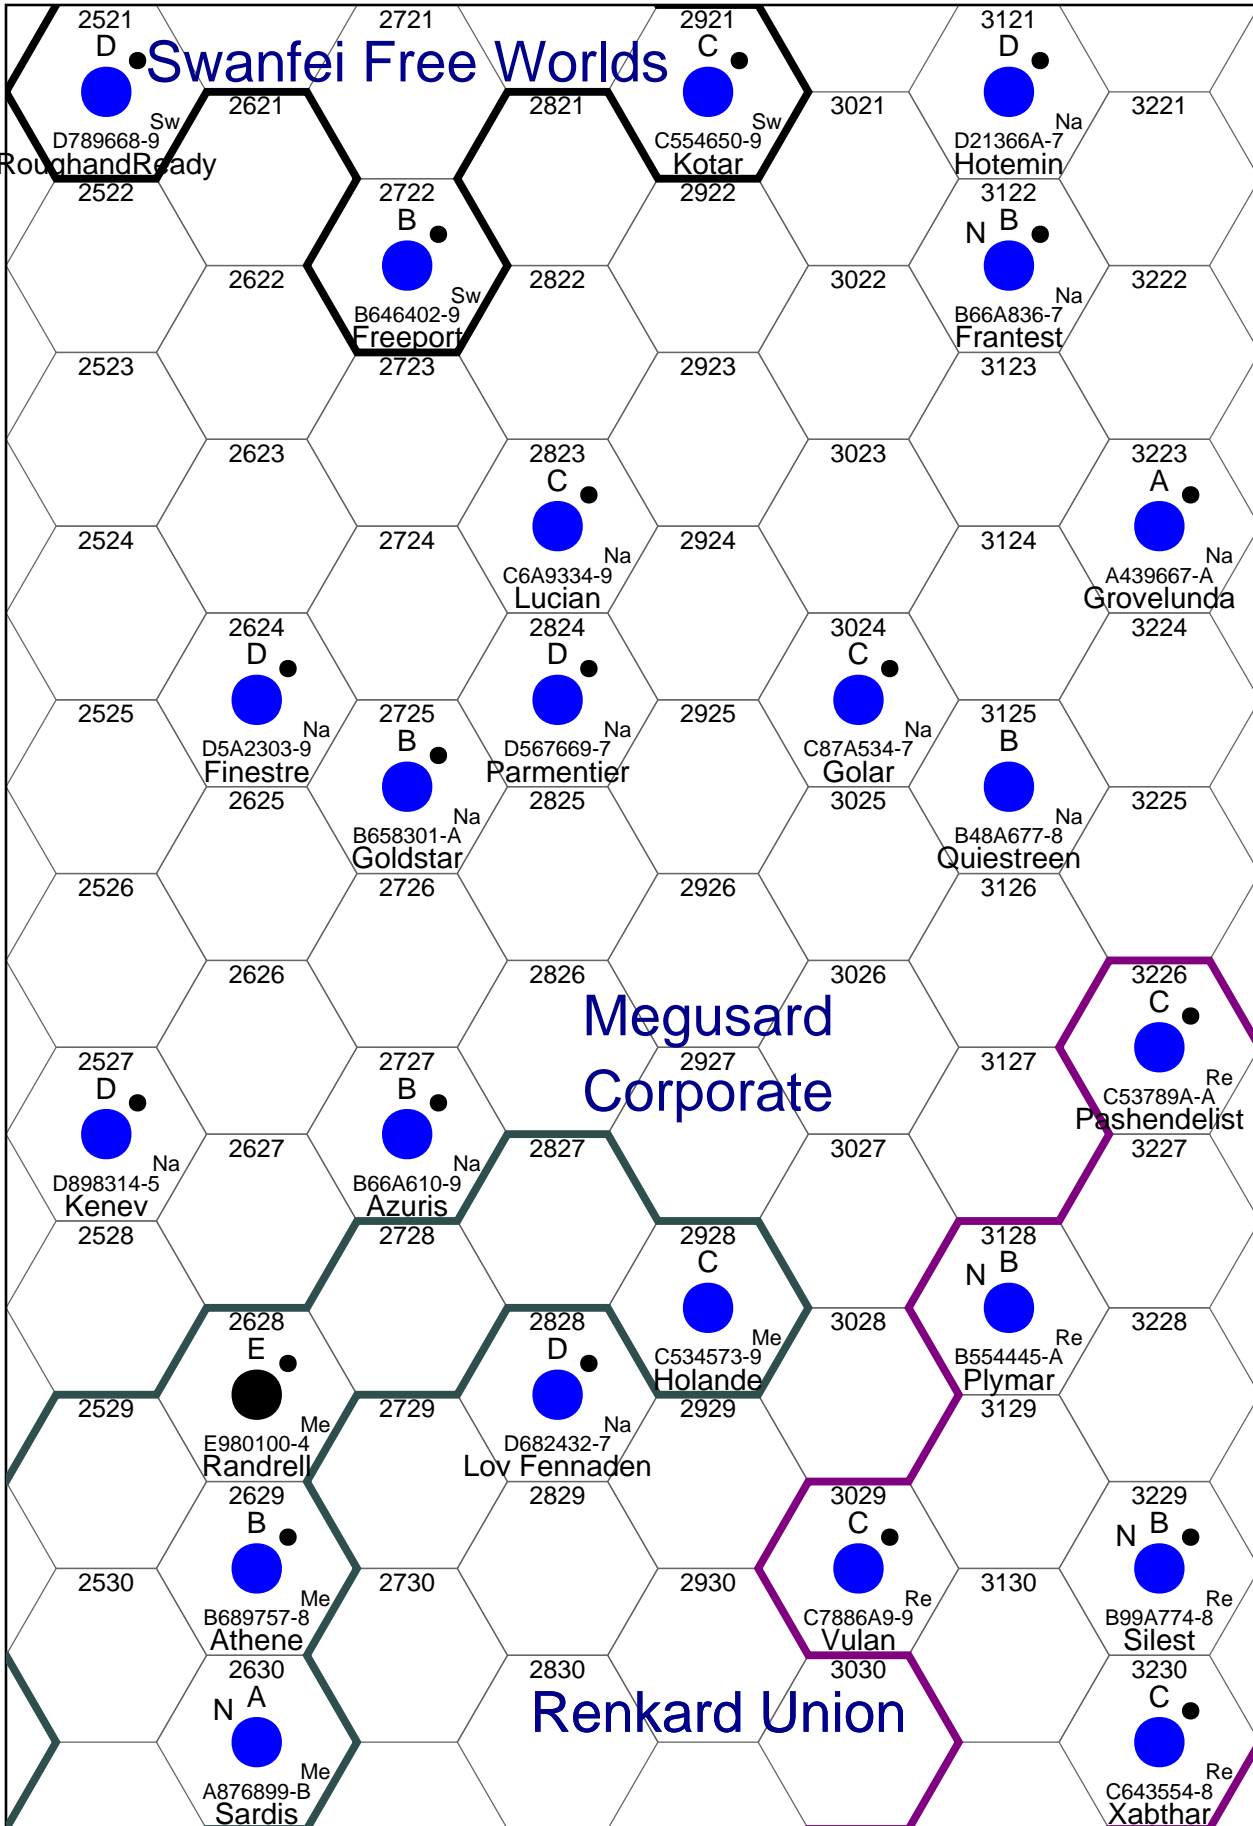 2521 2721 2921 3121
D C D
Swanfei Free Worlds
2621 2821 3021 3221
Sw Sw Na
D789668-9 C554650-9 D21366A-7
RoughandReady Kotar Hotemin
2522 2722 2922 3122
B N B
2622 2822 3022 3222
Sw Na
B646402-9 B66A836-7
Freeport Frantest
2523 2723 2923 3123
2623 2823 3023 3223
C A
2524 2724 2924 3124
Na Na
C6A9334-9 A439667-A
Lucian Grovelunda
2624 2824 3024 3224
D D C
2525 2725 2925 3125
Na Na Na
B B
D5A2303-9 D567669-7 C87A534-7
Finestre Parmentier Golar
2625 2825 3025 3225
Na Na
B658301-A B48A677-8
Goldstar Quiestreen
2526 2726 2926 3126
2626 2826 3026 3226
C
Megusard
2527 2727 2927 3127
D B
Re
Corporate
C53789A-A
Pashendelist
2627 2827 3027 3227
Na Na
D898314-5 B66A610-9
Kenev Azuris
2528 2728 2928 3128
C N B
2628 2828 3028 3228
E D
Me Re
C534573-9 B554445-A
Holande Plymar
2529 2729 2929 3129
Me Na
E980100-4 D682432-7
Randrell Lov Fennaden
2629 2829 3029 3229
B C N B
2530 2730 2930 3130
Me Re Re
B689757-8 C7886A9-9 B99A774-8
Athene Vulan Silest
2630 2830 3030 3230
N A C
Renkard Union
Me Re
A876899-B C643554-8
Sardis Xabthar